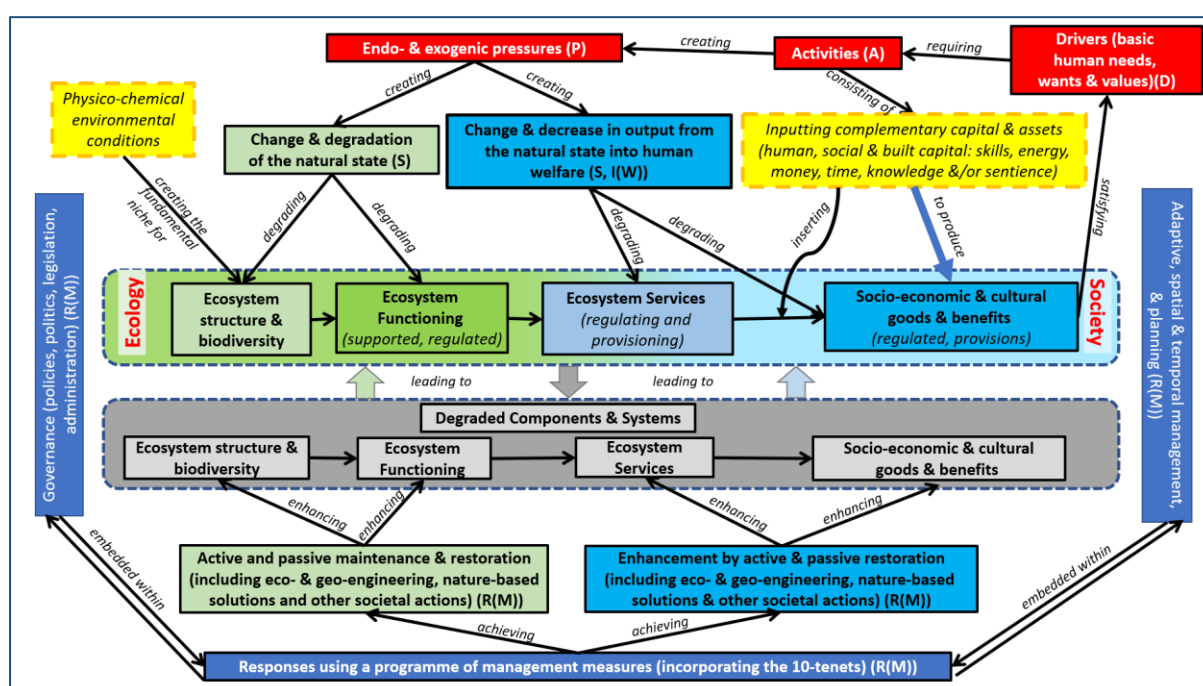 Endo- & exogenic pressures (P)
creating
Activities (A)
requiring
Drivers (basic
human needs,
wants & values)(D)
Physico-chemical
environmental
conditions
creating
creating
consisting of
Change & degradation
of the natural state (S)
Change & decrease in output from
the natural state into human
welfare (S, I(W))
Inputting complementary capital & assets
(human, social & built capital: skills, energy,
money, time, knowledge &/or sentience)
creating the
fundamental
niche for
degrading
degrading
degrading
degrading
inserting
to produce
satisfying
Governance (policies, politics, legislation,
administration) (R(M))
Adaptive, spatial & temporal management,
& planning (R(M))
Ecology
Ecosystem
structure &
biodiversity
Ecosystem
Functioning
(supported, regulated)
Ecosystem Services
(regulating and
provisioning)
Socio-economic & cultural
goods & benefits
(regulated, provisions)
Society
leading to
leading to
Degraded Components & Systems
Ecosystem structure &
biodiversity
Ecosystem
Functioning
Ecosystem
Services
Socio-economic & cultural
goods & benefits
enhancing
enhancing
enhancing
enhancing
Active and passive maintenance & restoration
(including eco- & geo-engineering, nature-based
solutions and other societal actions) (R(M))
Enhancement by active & passive restoration
(including eco- & geo-engineering, nature-based
solutions & other societal actions) (R(M))
embedded within
embedded within
achieving
achieving
Responses using a programme of management measures (incorporating the 10-tenets) (R(M))